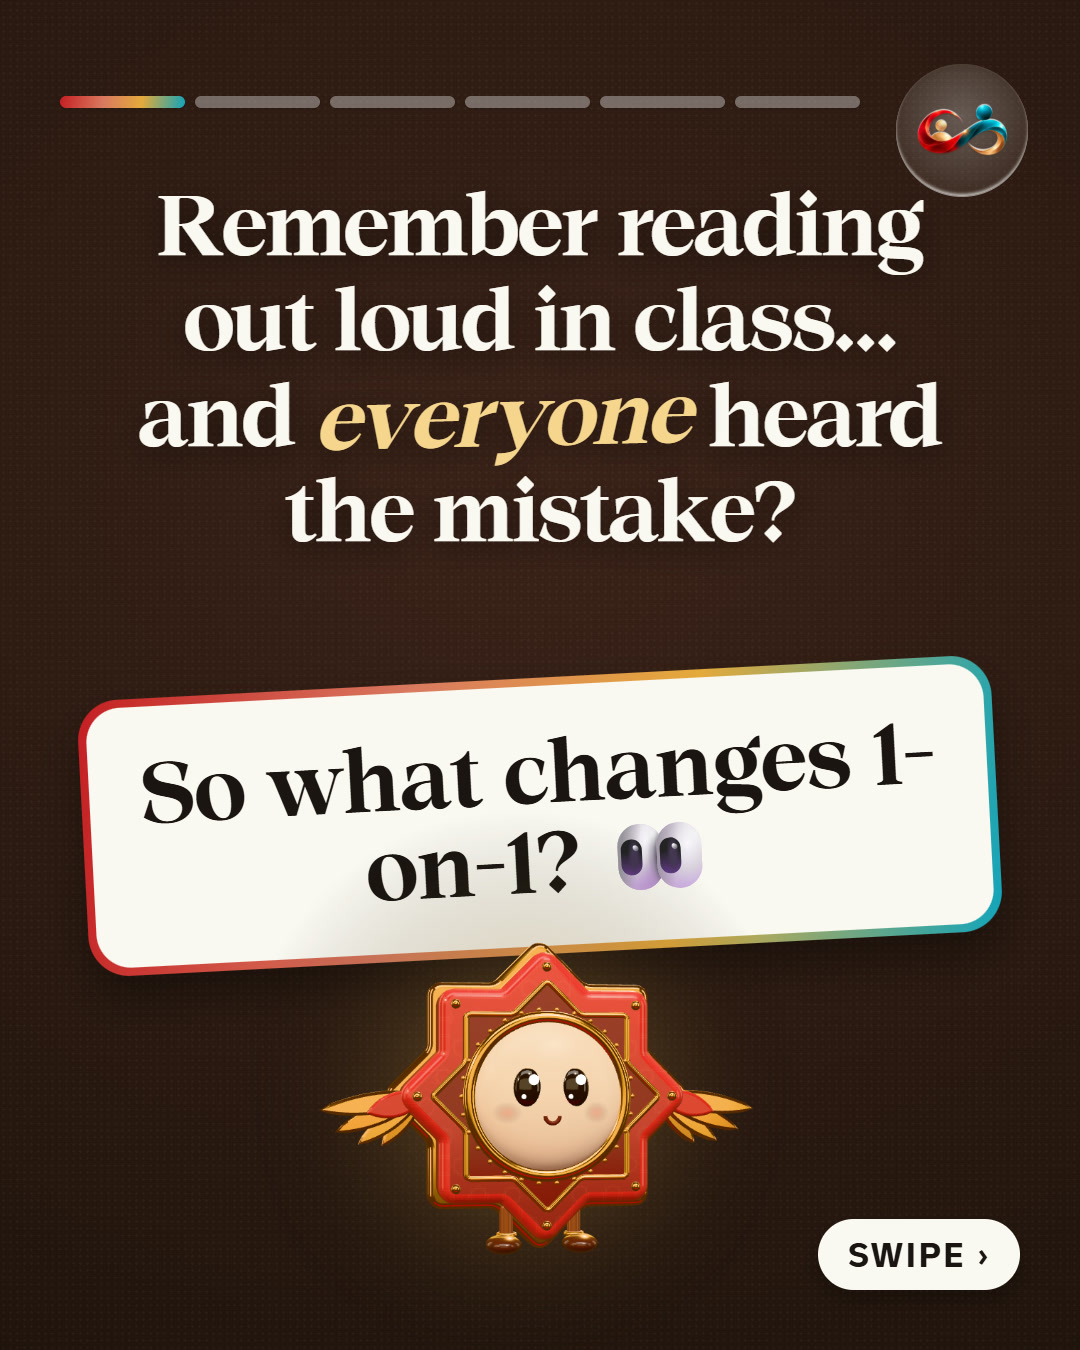 Remember reading
out loud in class...
and everyone heard
the mistake?
So what changes 1-
on-1? 👀
SWIPE ›